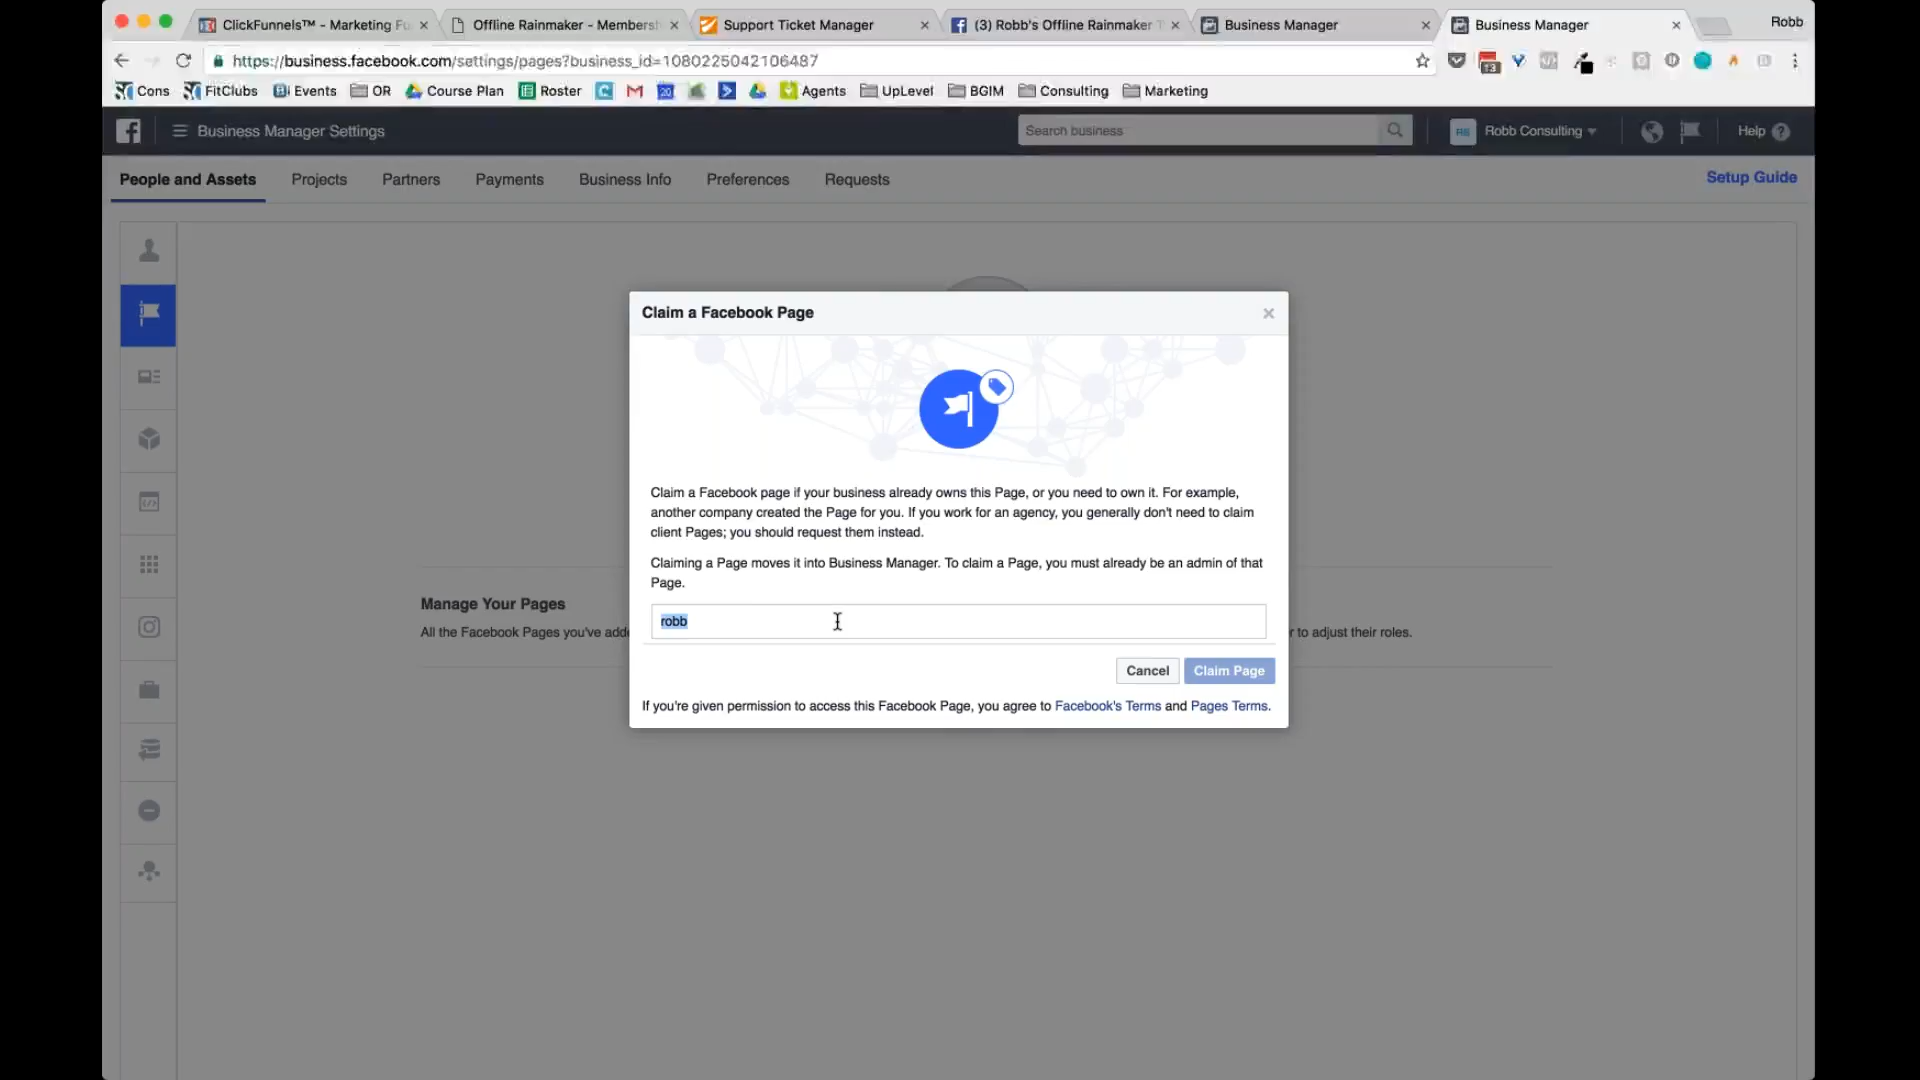 ClickFunnels™ - Marketing Fu
Offline Rainmaker - Membersh
Support Ticket Manager
(3) Robb's Offline Rainmaker T
Business Manager
Business Manager
Robb
https://business.facebook.com/settings/pages?business_id=1080225042106487
Cons
FitClubs
Events
OR
Course Plan
Roster
Agents
UpLevel
BGIM
Consulting
Marketing
Business Manager Settings
Search business
RB
Robb Consulting
Help
People and Assets
Projects
Partners
Payments
Business Info
Preferences
Requests
Setup Guide
Claim a Facebook Page
Claim a Facebook page if your business already owns this Page, or you need to own it. For example,
another company created the Page for you. If you work for an agency, you generally don't need to claim
client Pages; you should request them instead.
Claiming a Page moves it into Business Manager. To claim a Page, you must already be an admin of that
Page.
Manage Your Pages
robb
All the Facebook Pages you've adde
r to adjust their roles.
Cancel
Claim Page
If you're given permission to access this Facebook Page, you agree to Facebook's Terms and Pages Terms.